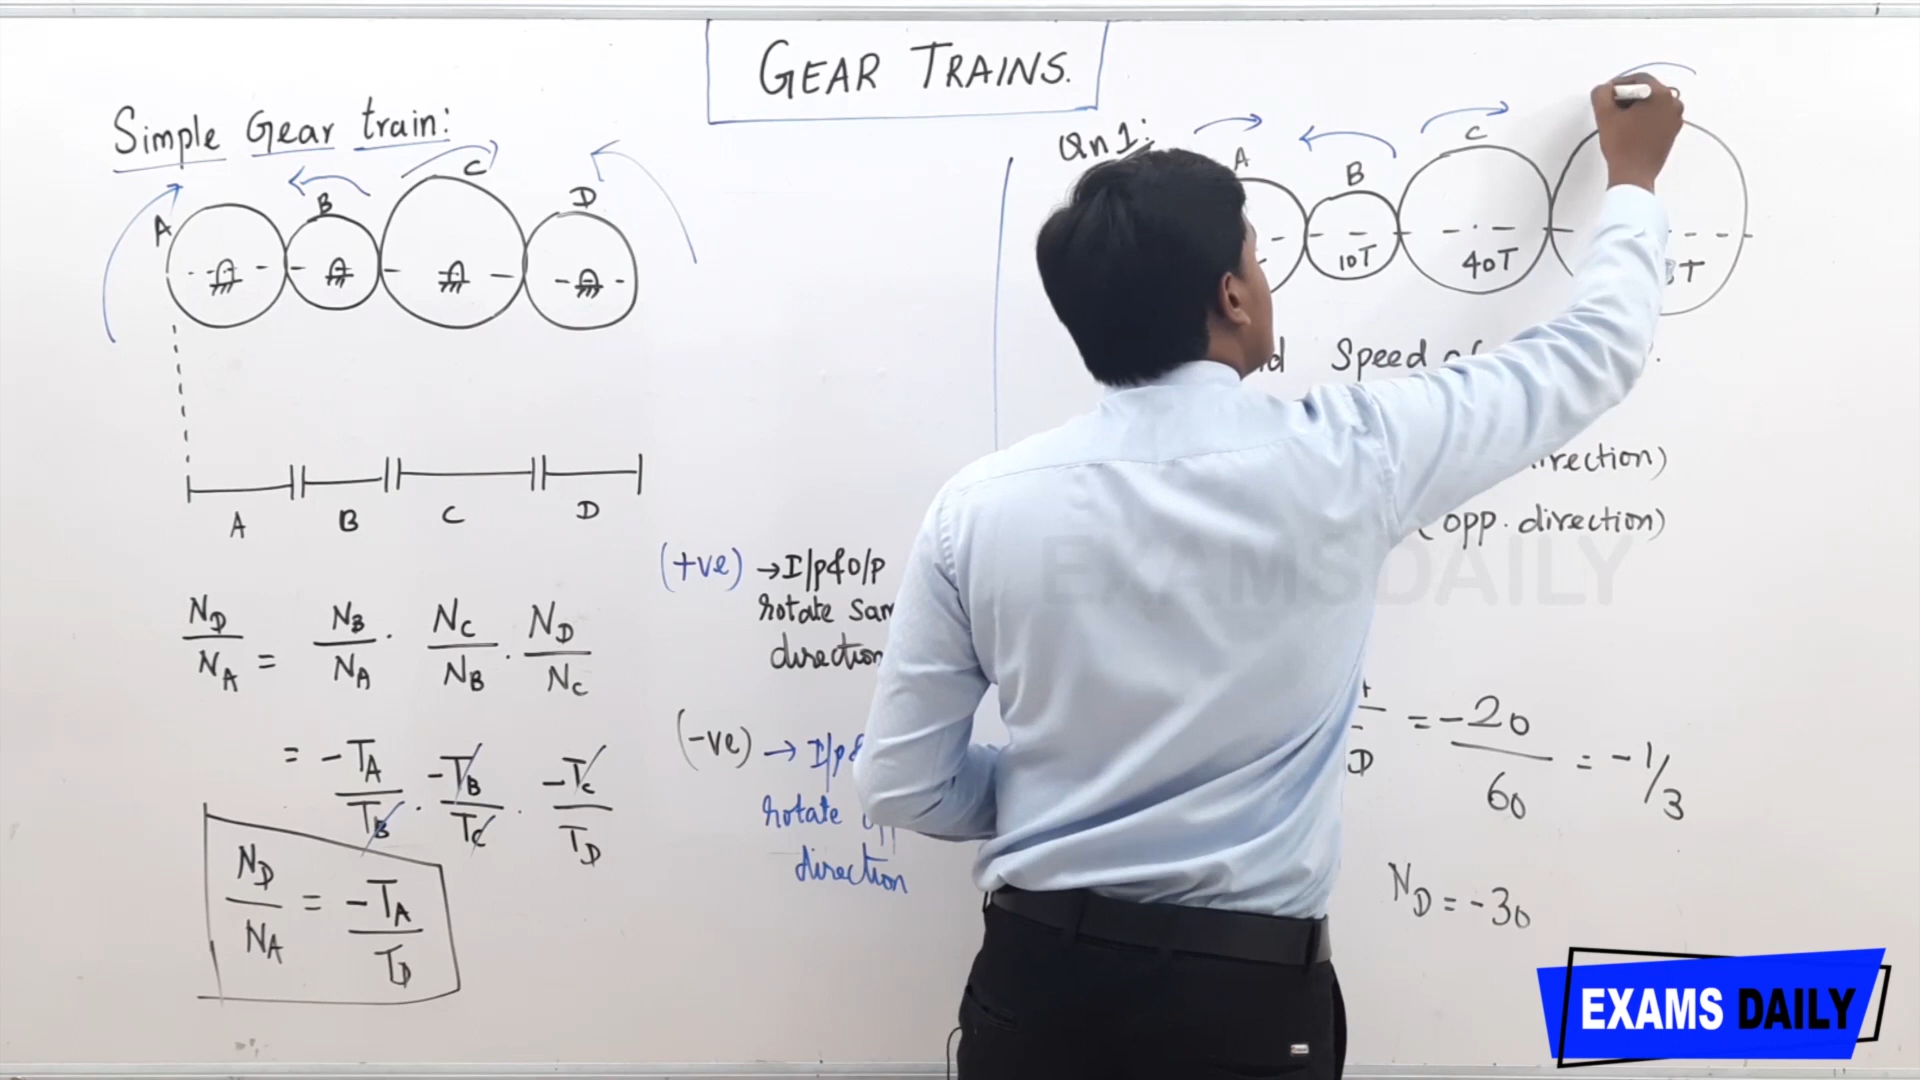 GEAR TRAINS.
Simple Gear train:
A
B
C
D
A
B
C
D
N_D/N_A = N_B/N_A . N_C/N_B . N_D/N_C
= -T_A/T_B . -T_B/T_C . -T_C/T_D
N_D/N_A = -T_A/T_D
(+ve) → I/p & O/p
rotate
direction
(-ve) → I/p &
rotate
direction
Qn 1:
A
B
C
10T
40T
Speed
direction)
(opp. direction)
= -20/60 = -1/3
N_D = -30
EXAMSDAILY
EXAMS DAILY